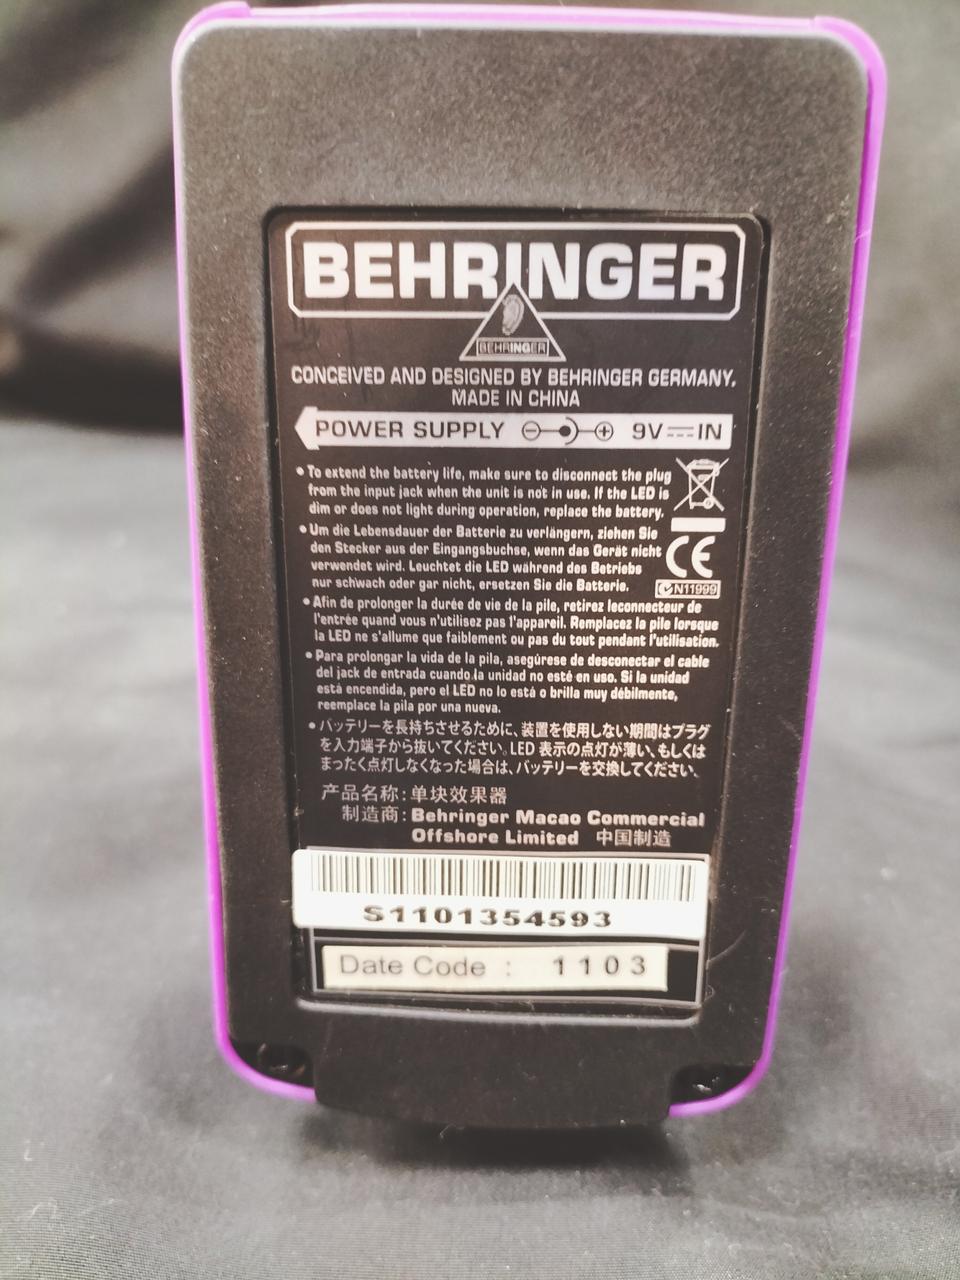 BEHRINGER
BEHRINGER
CONCEIVED AND DESIGNED BY BEHRINGER GERMANY.
MADE IN CHINA
POWER SUPPLY 9V IN
• To extend the battery life, make sure to disconnect the plug
from the input jack when the unit is not in use. If the LED is
dim or does not light during operation, replace the battery.
• Um die Lebensdauer der Batterie zu verlängern, ziehen Sie
den Stecker aus der Eingangsbuchse, wenn das Gerät nicht
verwendet wird. Leuchtet die LED während des Betriebs
nur schwach oder gar nicht, ersetzen Sie die Batterie.
CE
N11999
• Afin de prolonger la durée de vie de la pile, retirez leconnecteur de
l'entrée quand vous n'utilisez pas l'appareil. Remplacez la pile lorsque
la LED ne s'allume que faiblement ou pas du tout pendant l'utilisation.
• Para prolongar la vida de la pila, asegúrese de desconectar el cable
del jack de entrada cuando la unidad no esté en uso. Si la unidad
está encendida, pero el LED no lo está o brilla muy débilmente,
reemplace la pila por una nueva.
• バッテリーを長持ちさせるために、装置を使用しない期間はプラグ
を入力端子から抜いてください。LED 表示の点灯が薄い、もしくは
まったく点灯しなくなった場合は、バッテリーを交換してください。
产品名称:单块效果器
制造商:Behringer Macao Commercial
Offshore Limited 中国制造
S1101354593
Date Code : 1103